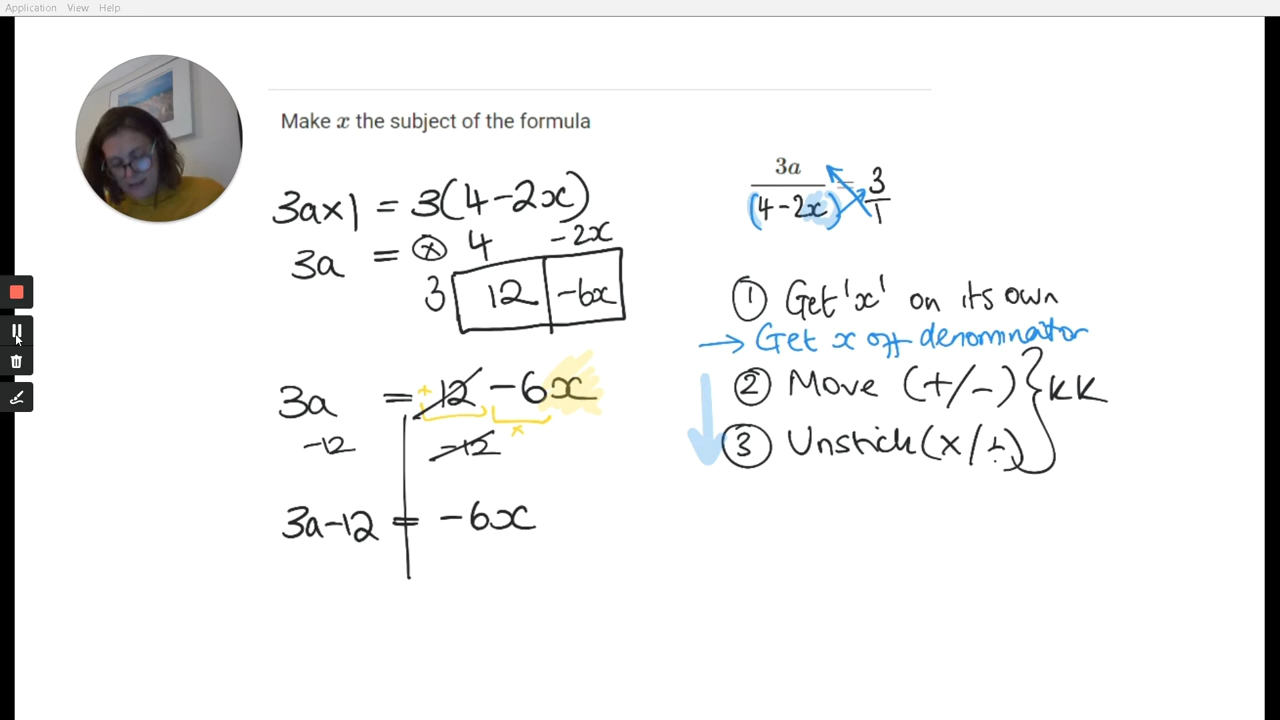 Application View Help
Make x the subject of the formula
3a / (4-2x) = 3/1
3a×1 = 3(4-2x)
3a = ⊗ 4 -2x
3 12 -6x
① Get 'x' on its own
→ Get x off denominator
② Move (+/-) } KK
③ Unstick (×/÷)
3a = +12 -6x
×
-12 -12
3a-12 = -6x